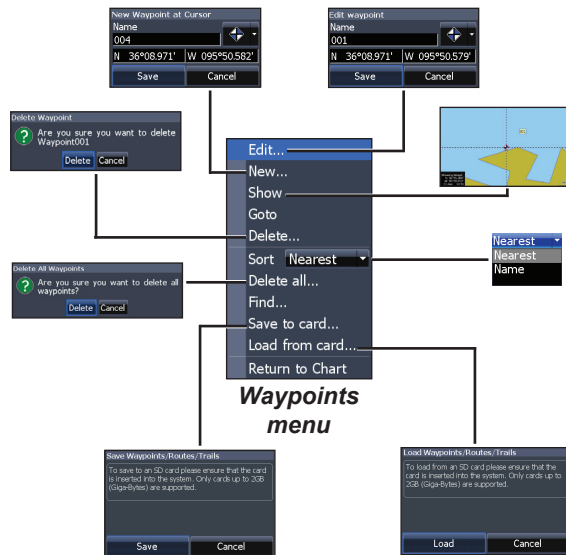 New Waypoint at Cursor
Name
004
N 36°08.971' W 095°50.582'
Save Cancel
Edit waypoint
Name
001
N 36°08.971' W 095°50.579'
Save Cancel
Delete Waypoint
Are you sure you want to delete
Waypoint001
Delete Cancel
Edit...
New...
Show
Goto
Delete...
Sort Nearest
Delete all...
Find...
Save to card...
Load from card...
Return to Chart
Nearest
Nearest
Name
Delete All Waypoints
Are you sure you want to delete all
waypoints?
Delete Cancel
Waypoints
menu
Save Waypoints/Routes/Trails
To save to an SD card please ensure that the card
is inserted into the system. Only cards up to 2GB
(Giga-Bytes) are supported.
Save Cancel
Load Waypoints/Routes/Trails
To load from an SD card please ensure that the
card is inserted into the system. Only cards up to
2GB (Giga-Bytes) are supported.
Load Cancel